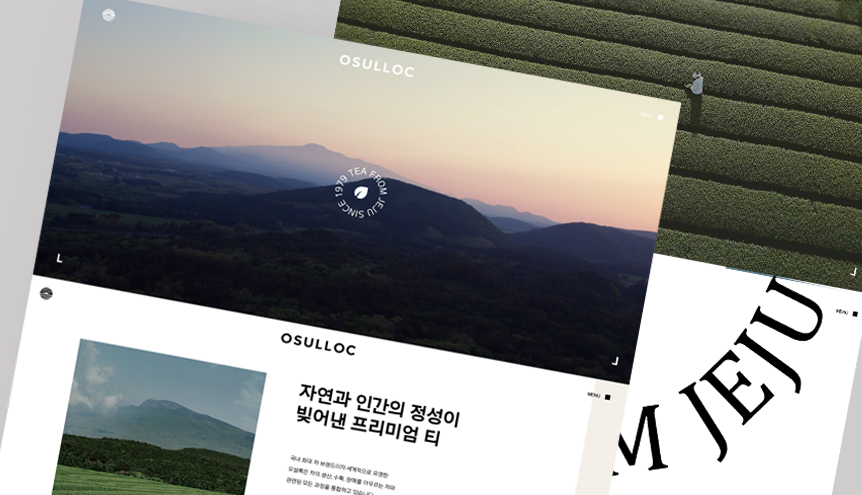 OSULLOC
MENU
SINCE 1979 TEA FROM JEJU
OSULLOC
MENU
자연과 인간의 정성이
빚어낸 프리미엄 티
국내 최대 차 브랜드이자 세계적으로 유명한
오설록은 차의 생산, 수확, 판매를 아우르는 차와
관련된 모든 과정을 통합하고 있습니다
MENU
M JEJU